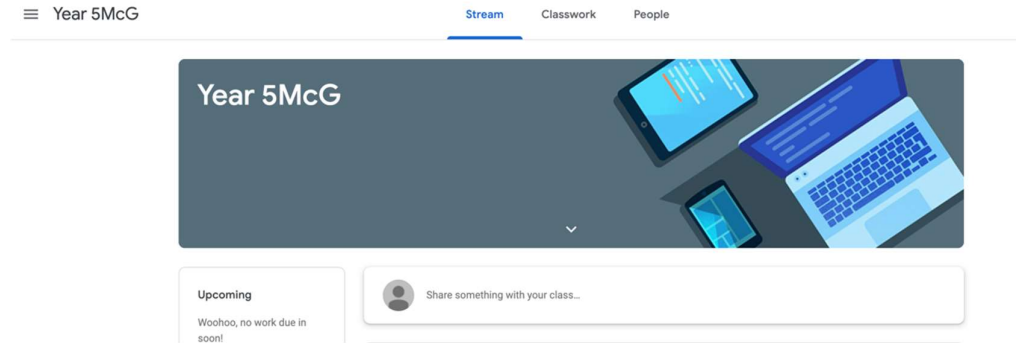 Year 5McG
Stream Classwork People
Year 5McG
Upcoming
Woohoo, no work due in
soon!
Share something with your class...